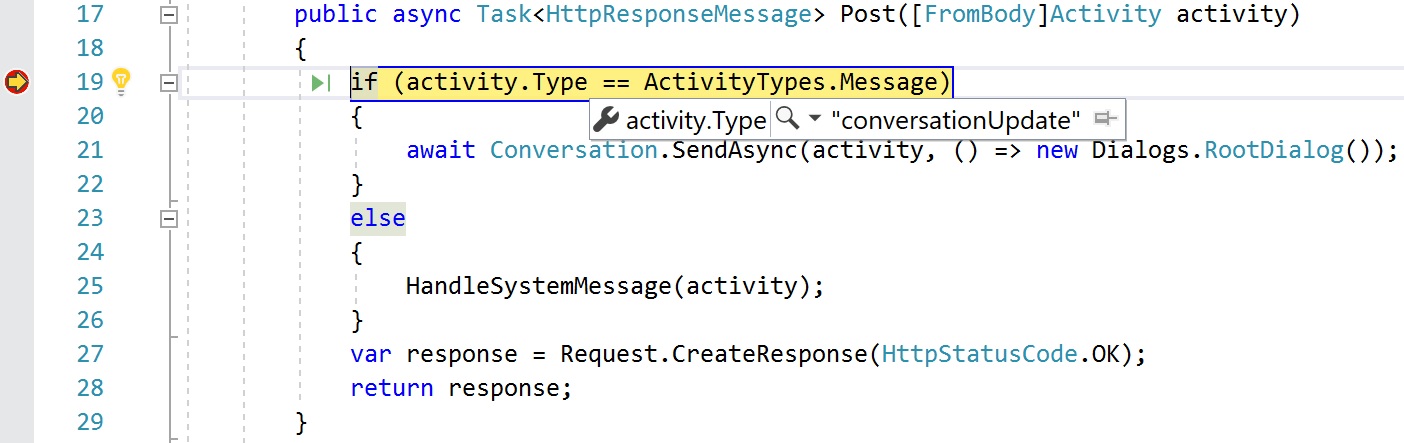 17 public async Task<HttpResponseMessage> Post([FromBody]Activity activity)
18 {
19 if (activity.Type == ActivityTypes.Message)
20 {
activity.Type "conversationUpdate"
21 await Conversation.SendAsync(activity, () => new Dialogs.RootDialog());
22 }
23 else
24 {
25 HandleSystemMessage(activity);
26 }
27 var response = Request.CreateResponse(HttpStatusCode.OK);
28 return response;
29 }